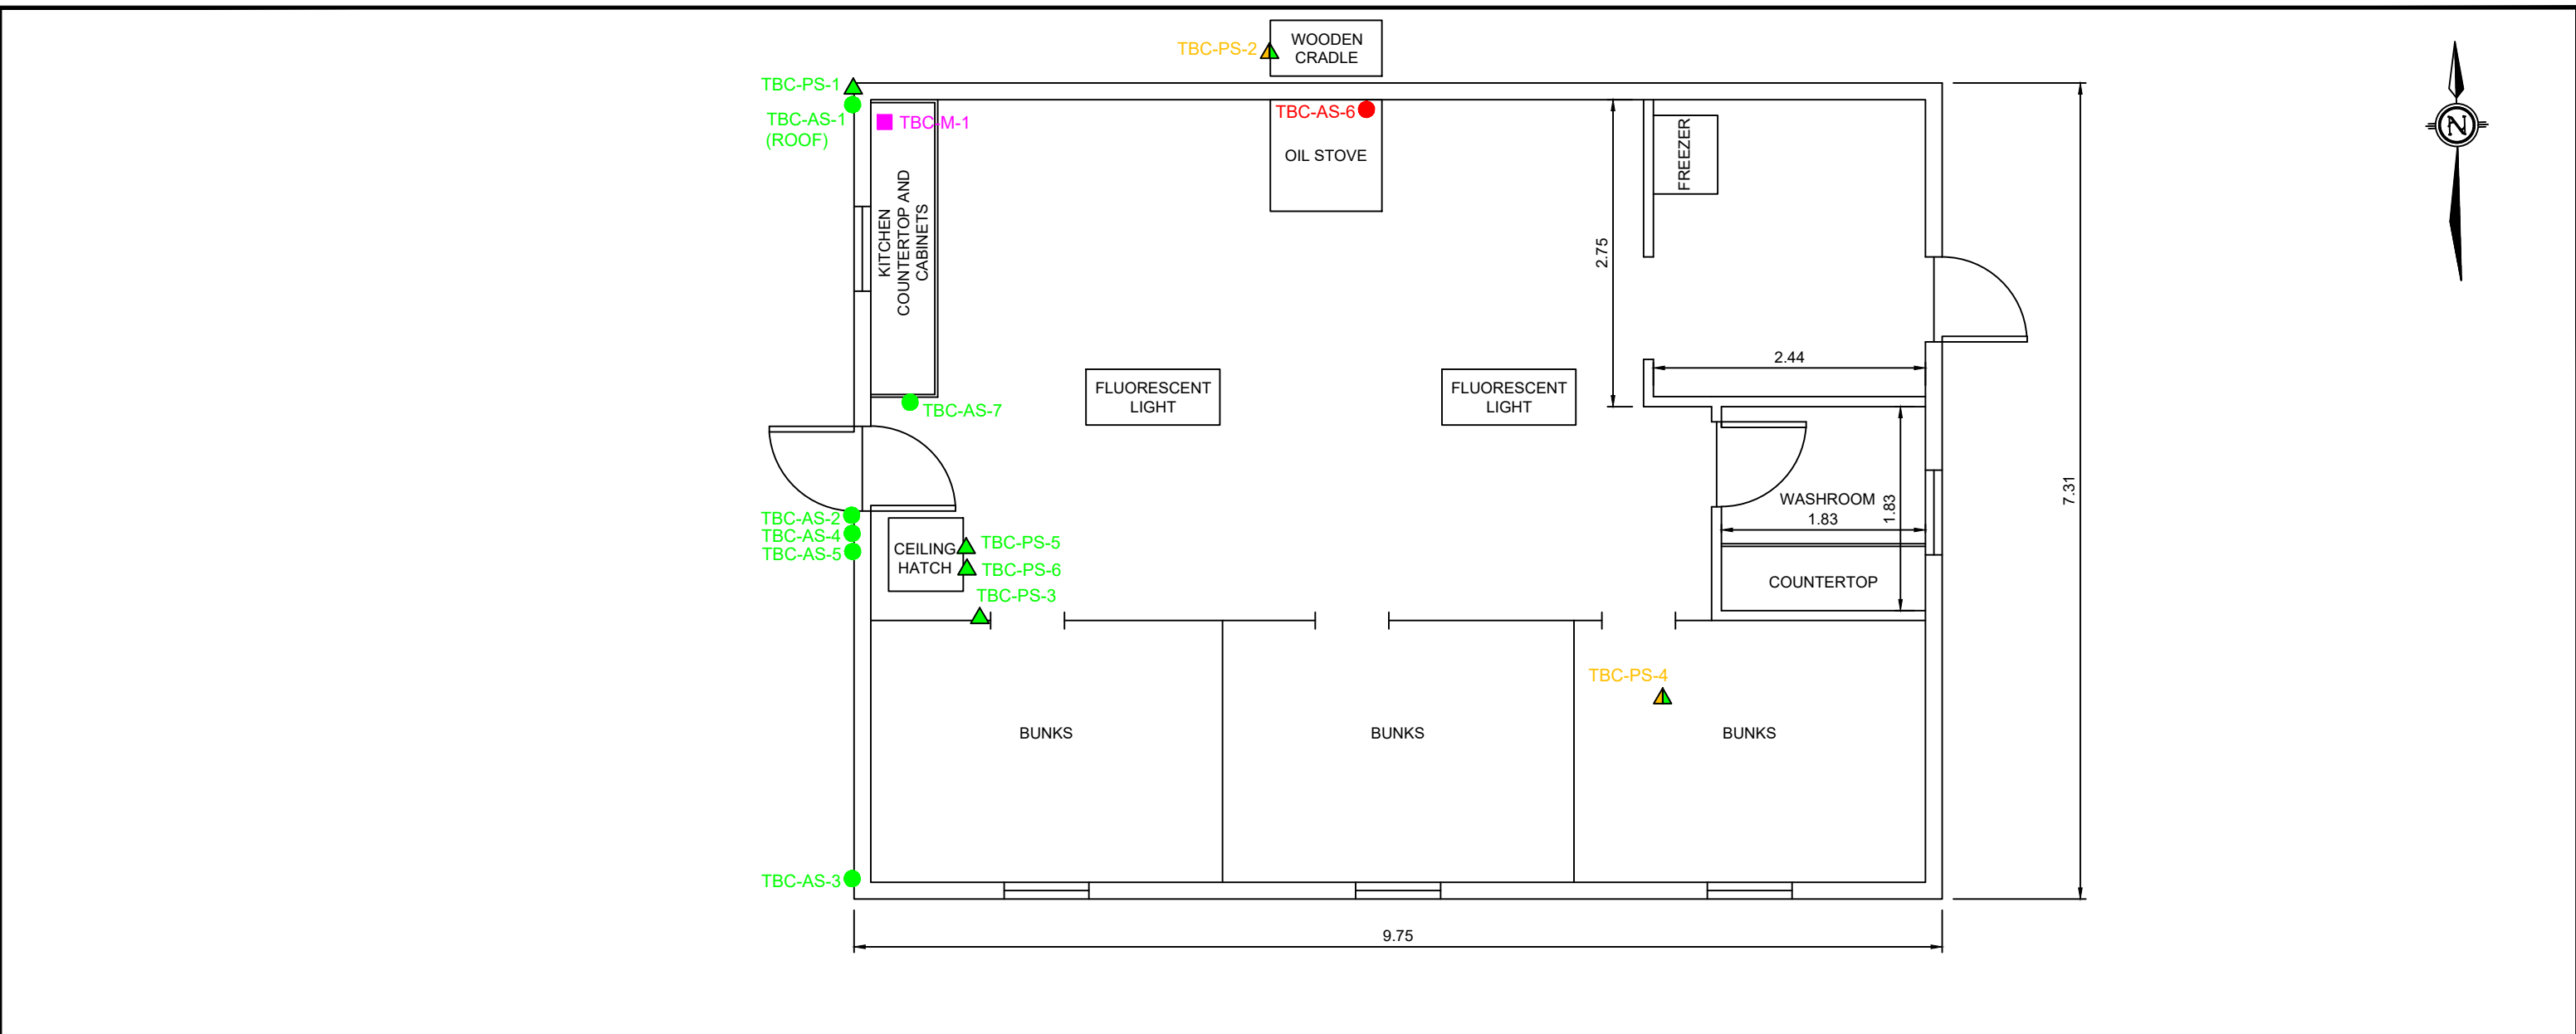 WOODEN
CRADLE
TBC-PS-2
TBC-PS-1
TBC-AS-1
(ROOF)
TBC-M-1
TBC-AS-6
OIL STOVE
FREEZER
N
KITCHEN
COUNTERTOP AND
CABINETS
2.75
2.44
FLUORESCENT
LIGHT
FLUORESCENT
LIGHT
TBC-AS-7
7.31
WASHROOM
1.83
1.83
TBC-AS-2
TBC-AS-4
TBC-AS-5
CEILING
HATCH
TBC-PS-5
TBC-PS-6
TBC-PS-3
COUNTERTOP
TBC-PS-4
BUNKS
BUNKS
BUNKS
TBC-AS-3
9.75